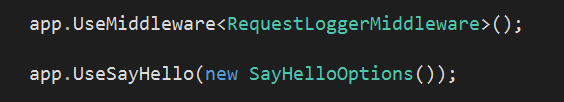 app.UseMiddleware<RequestLoggerMiddleware>();
app.UseSayHello(new SayHelloOptions());